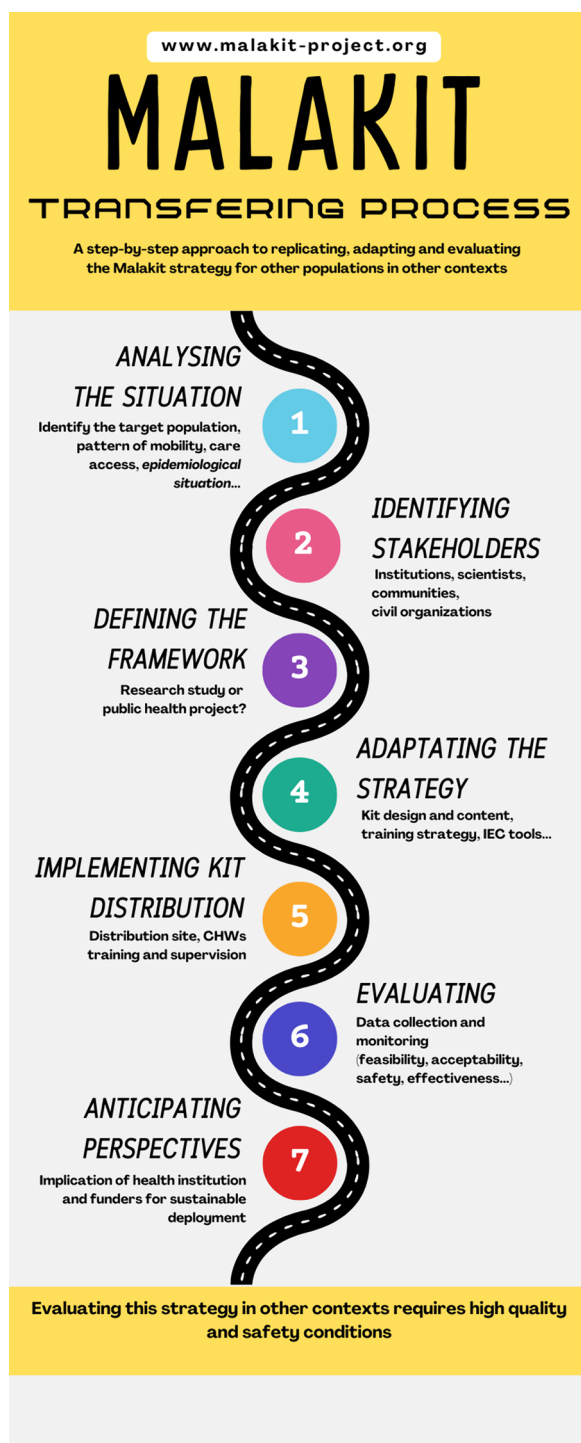 www.malakit-project.org
MALAKIT
TRANSFERING PROCESS
A step-by-step approach to replicating, adapting and evaluating
the Malakit strategy for other populations in other contexts
ANALYSING
THE SITUATION
Identify the target population,
pattern of mobility, care
access, epidemiological
situation...
1
IDENTIFYING
STAKEHOLDERS
Institutions, scientists,
communities,
civil organizations
2
DEFINING THE
FRAMEWORK
Research study or
public health project?
3
ADAPTATING THE
STRATEGY
Kit design and content,
training strategy, IEC tools...
4
IMPLEMENTING KIT
DISTRIBUTION
Distribution site, CHWs
training and supervision
5
EVALUATING
Data collection and
monitoring
(feasibility, acceptability,
safety, effectiveness...)
6
ANTICIPATING
PERSPECTIVES
Implication of health institution
and funders for sustainable
deployment
7
Evaluating this strategy in other contexts requires high quality
and safety conditions